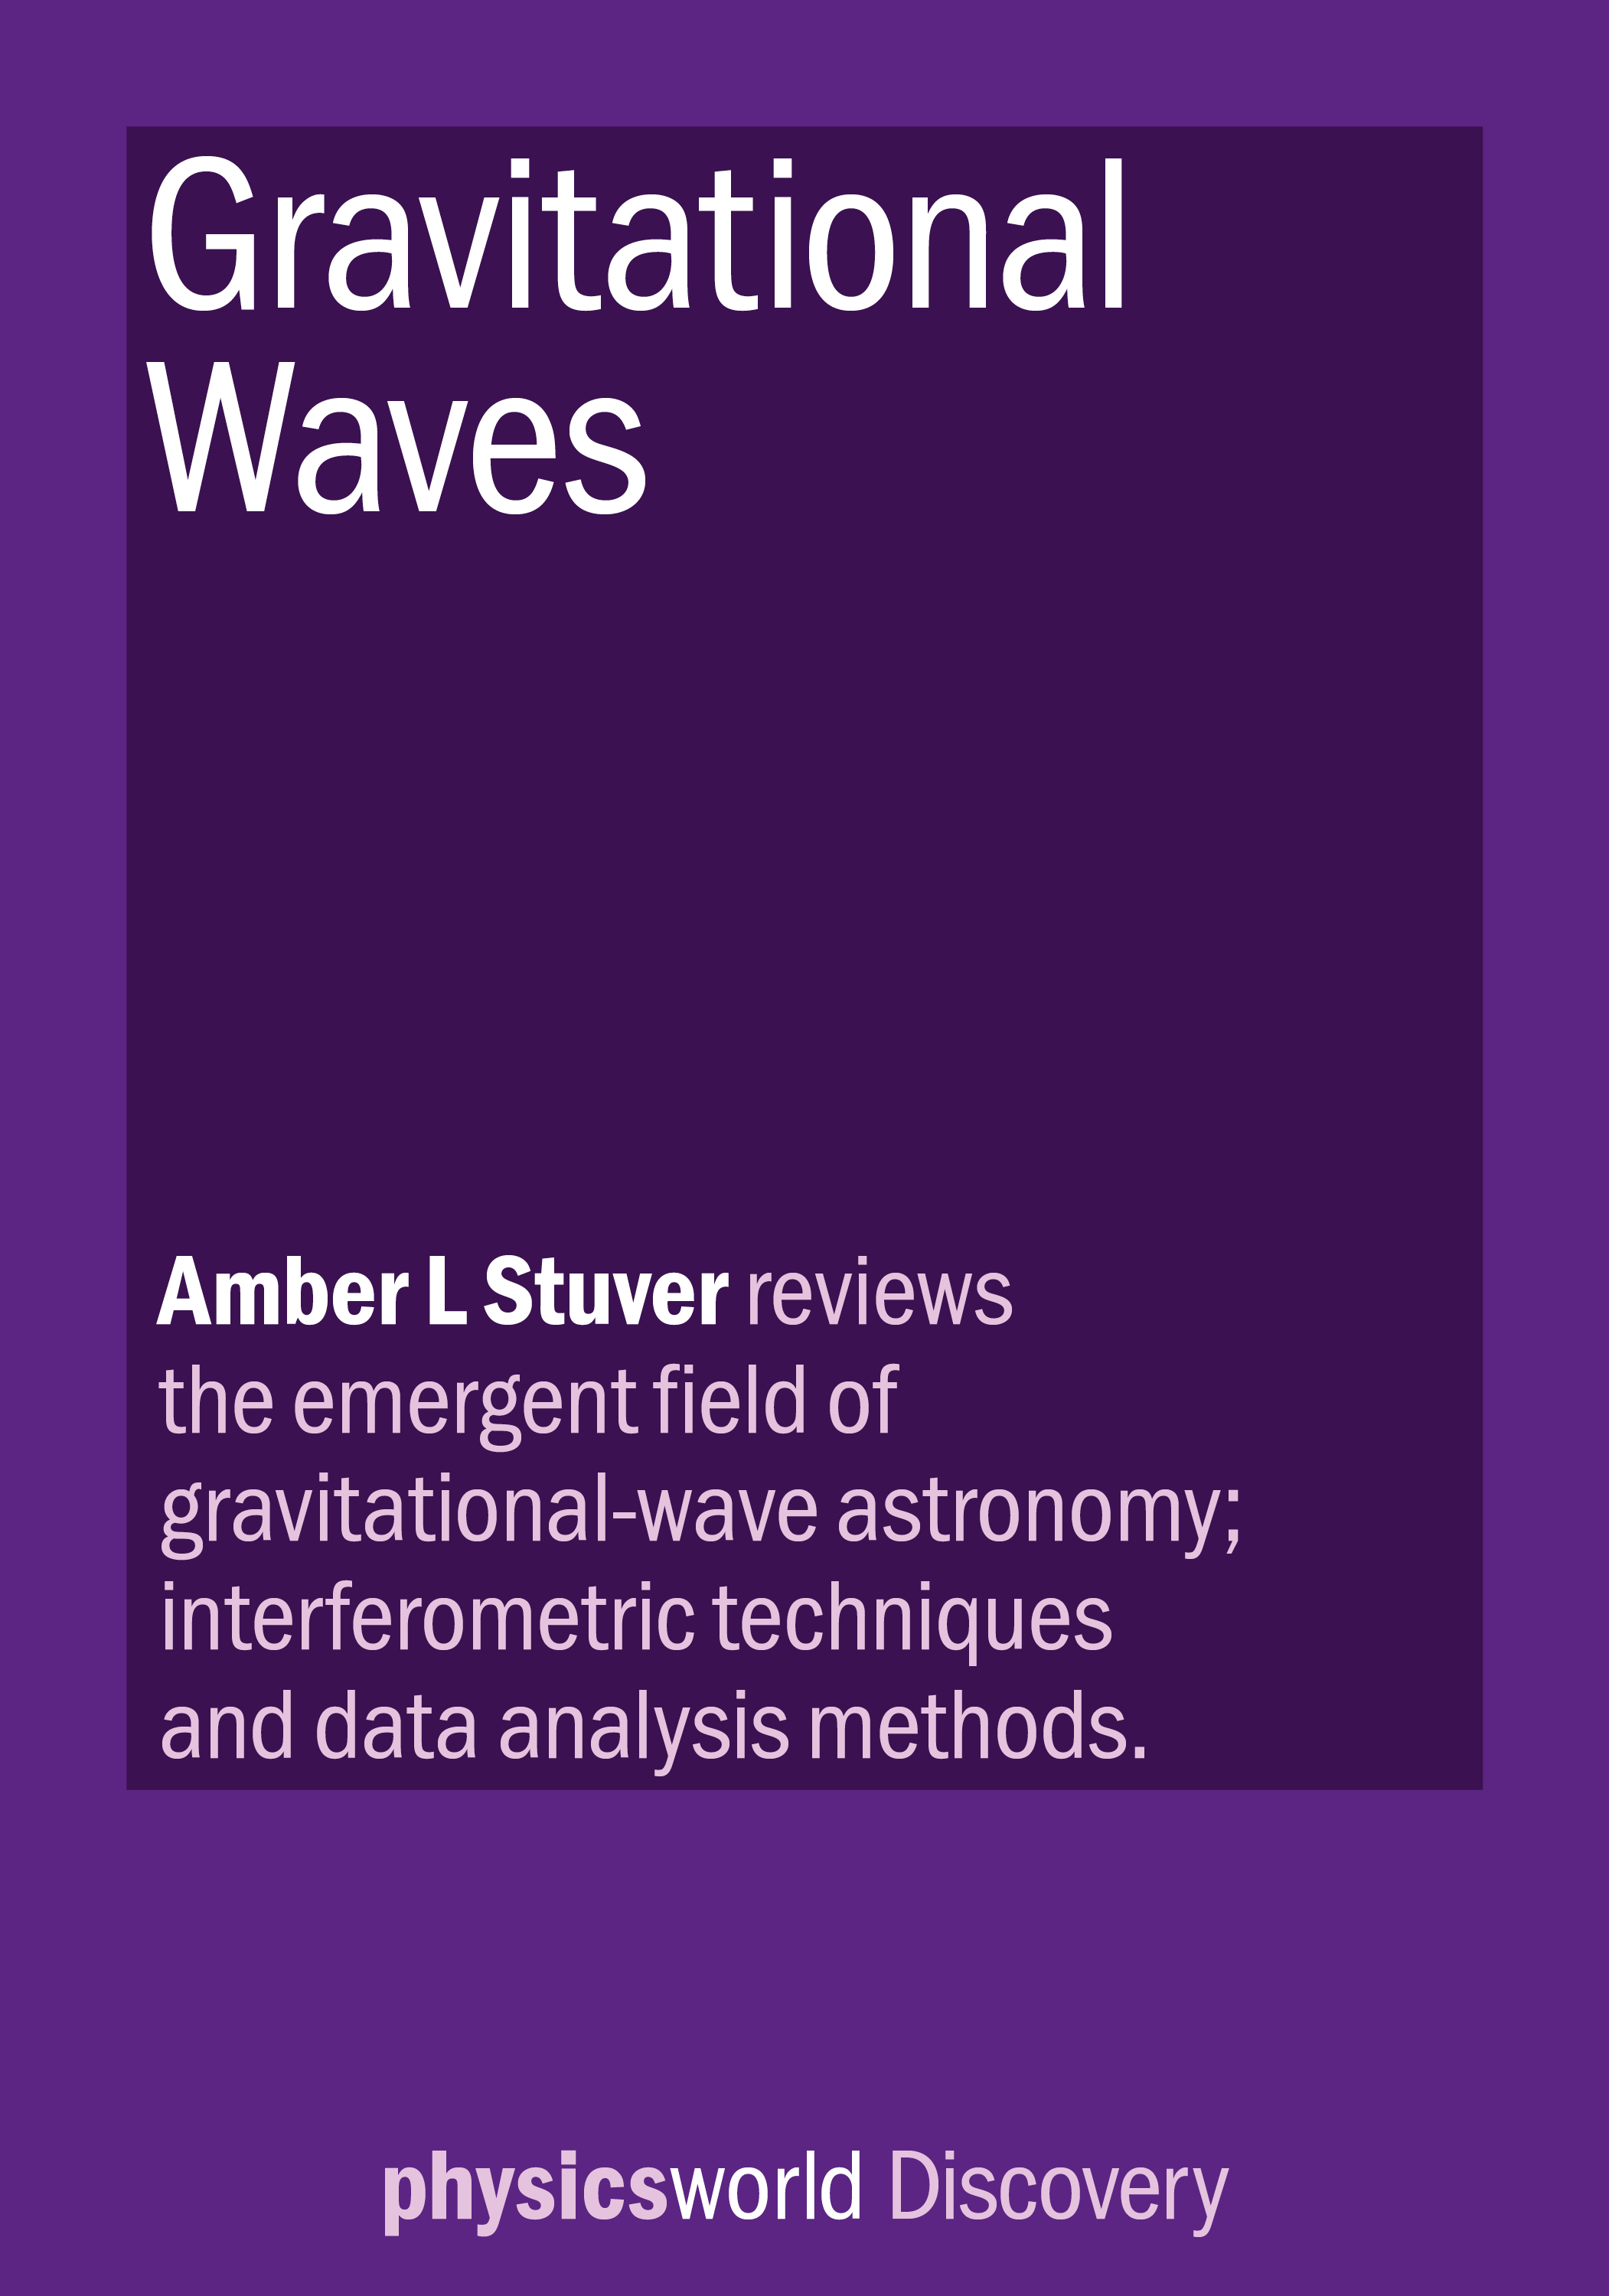 Gravitational
Waves
Amber L Stuver reviews
the emergent field of
gravitational-wave astronomy;
interferometric techniques
and data analysis methods.
physicsworld Discovery